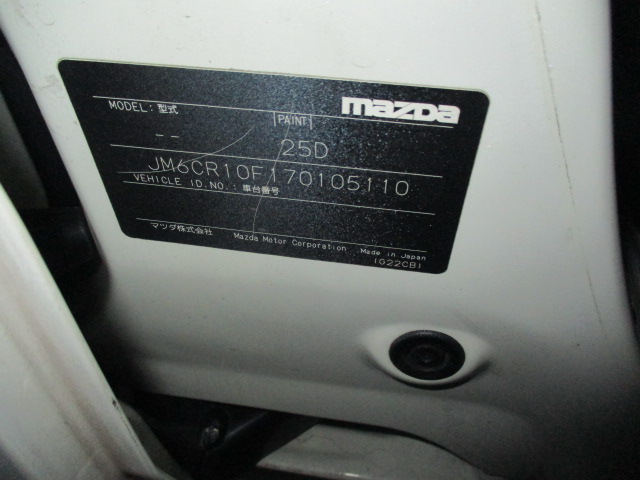 mazda
MODEL: 型式 |PAINT|
-- 25D
JM6CR10F170105110
VEHICLE ID.NO.: 車台番号
マツダ株式会社 Mazda Motor Corporation Made in Japan
(G22CB)